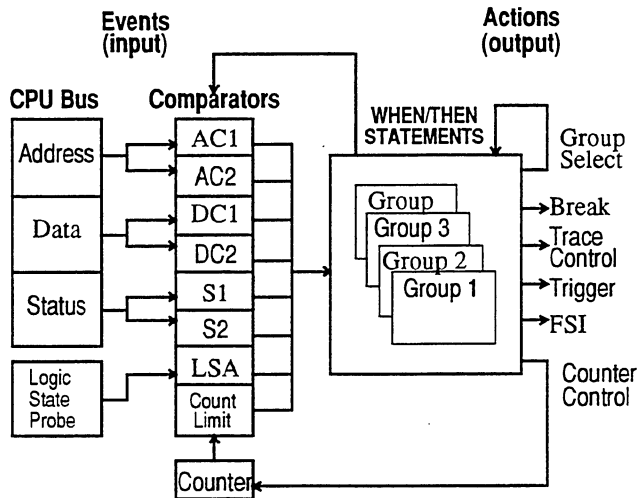 Events
(input)
Actions
(output)
CPU Bus
Comparators
WHEN/THEN
STATEMENTS
Address
Data
Status
Logic
State
Probe
AC1
AC2
DC1
DC2
S1
S2
LSA
Count
Limit
Counter
Group
Group 3
Group 2
Group 1
Group
Select
Break
Trace
Control
Trigger
FSI
Counter
Control